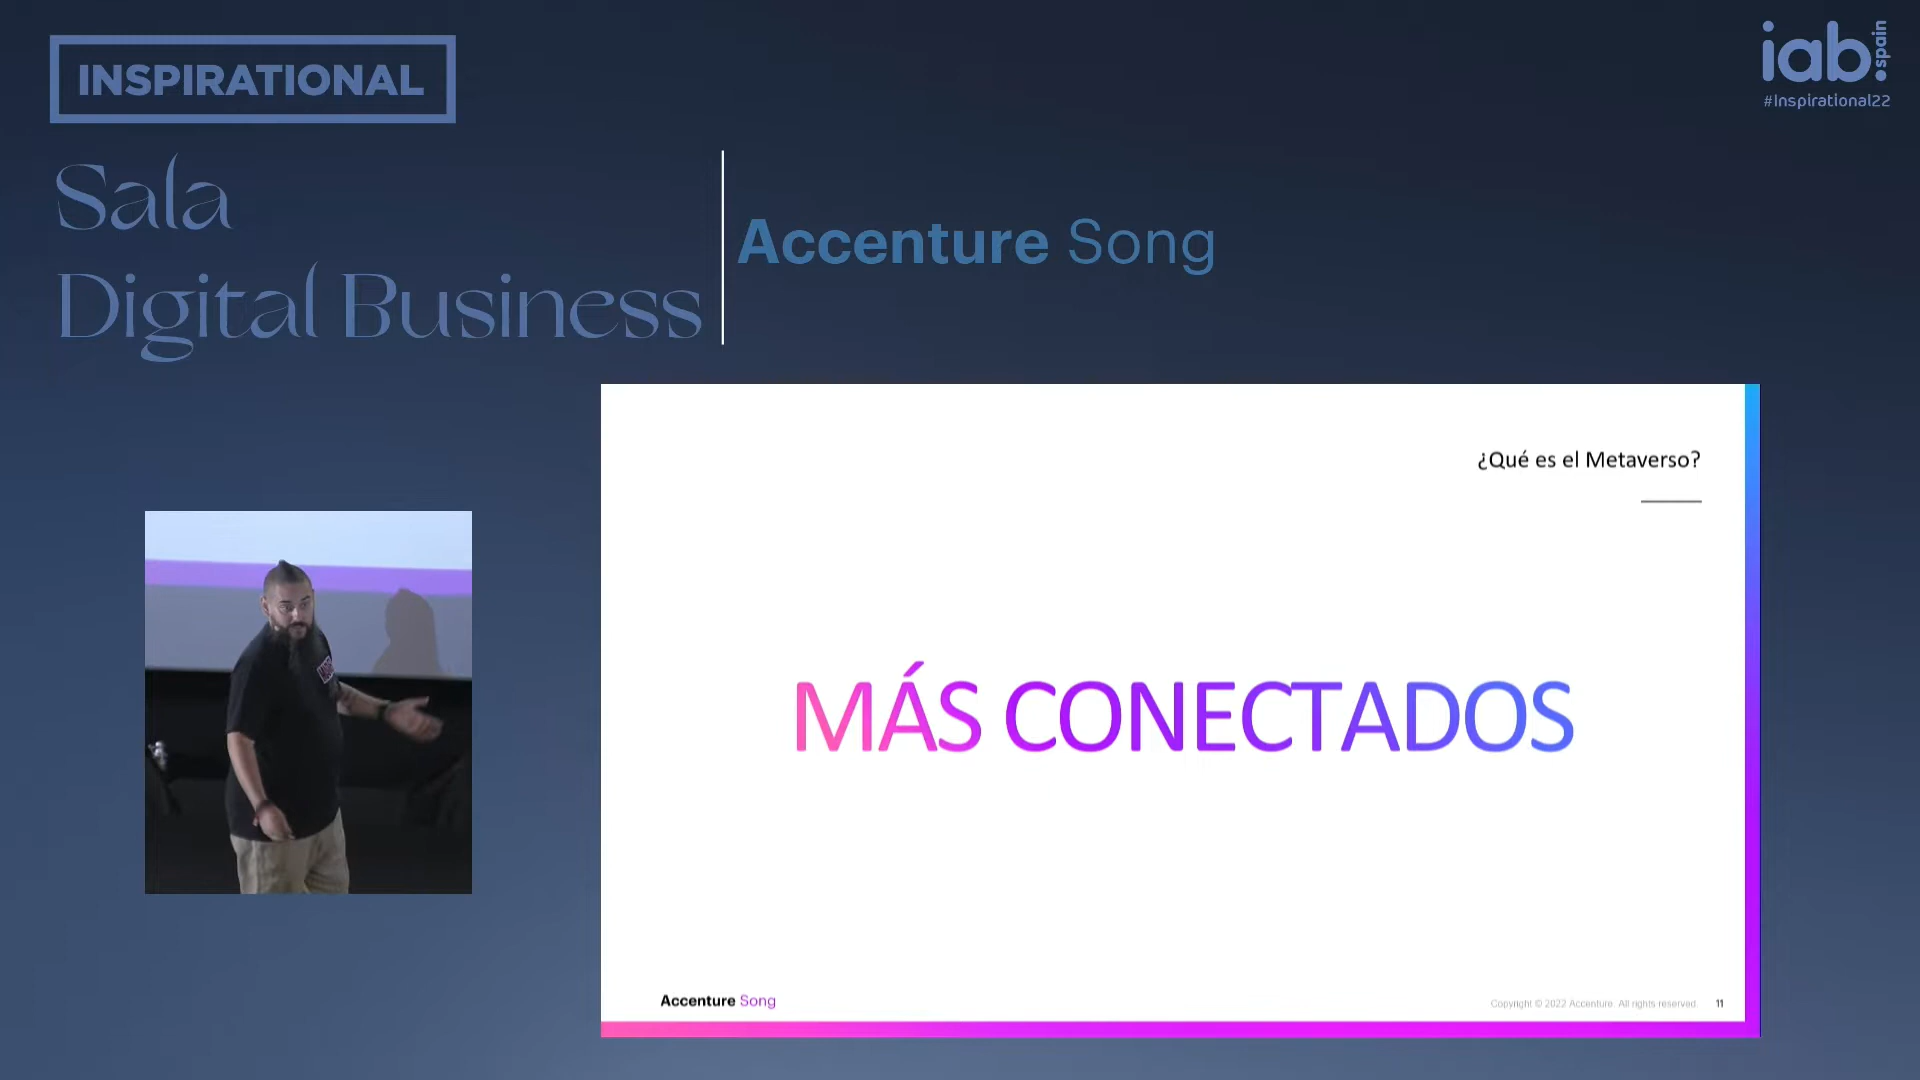 INSPIRATIONAL
iab.spain
#Inspirational22
Sala
Digital Business
Accenture Song
¿Qué es el Metaverso?
MÁS CONECTADOS
Accenture Song
Copyright © 2022 Accenture. All rights reserved. 11